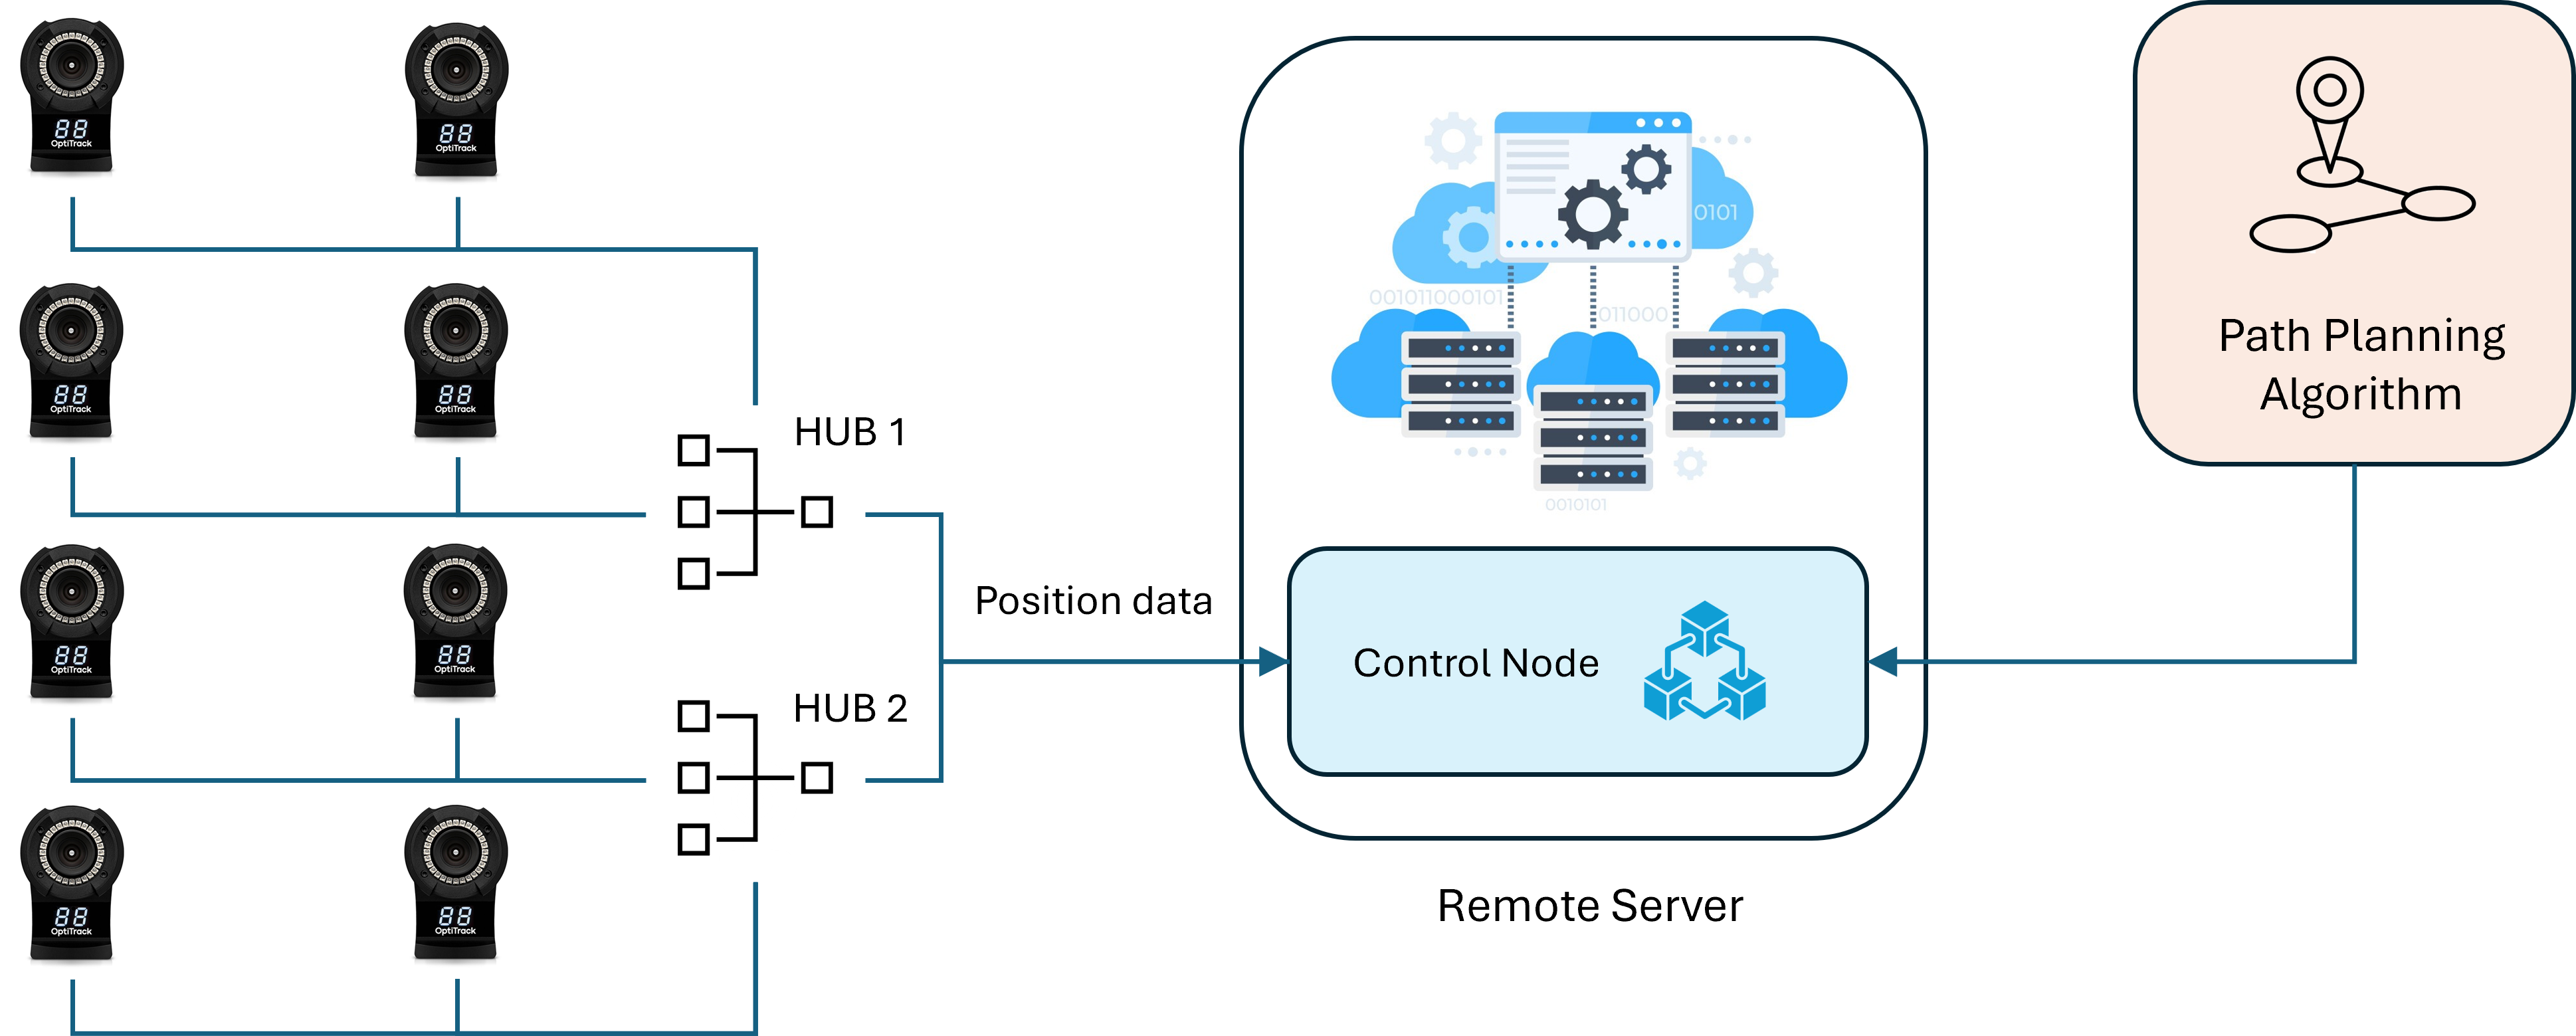 88
OptiTrack
88
OptiTrack
88
OptiTrack
88
OptiTrack
88
OptiTrack
88
OptiTrack
88
OptiTrack
88
OptiTrack
HUB 1
HUB 2
Position data
0101
001011000101
011000
0010101
Control Node
Remote Server
Path Planning
Algorithm